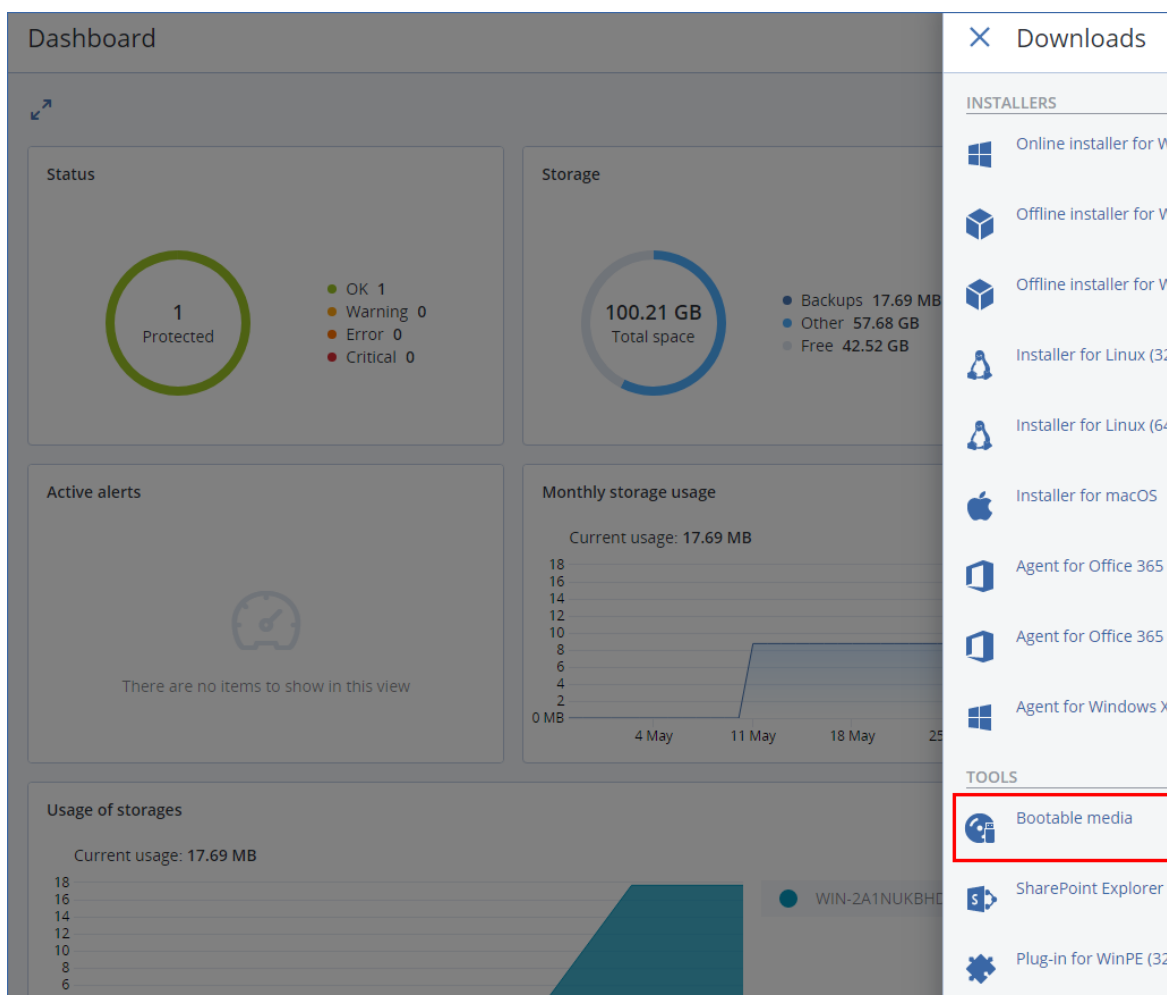 Dashboard
Status
1
Protected
OK 1
Warning 0
Error 0
Critical 0
Storage
100.21 GB
Total space
Backups 17.69 MB
Other 57.68 GB
Free 42.52 GB
Active alerts
There are no items to show in this view
Monthly storage usage
Current usage: 17.69 MB
18
16
14
12
10
8
6
4
2
0 MB
4 May 11 May 18 May 25
Usage of storages
Current usage: 17.69 MB
18
16
14
12
10
8
6
WIN-2A1NUKBHD
Downloads
INSTALLERS
Online installer for W
Offline installer for W
Offline installer for W
Installer for Linux (32
Installer for Linux (64
Installer for macOS
Agent for Office 365
Agent for Office 365
Agent for Windows X
TOOLS
Bootable media
SharePoint Explorer
Plug-in for WinPE (32